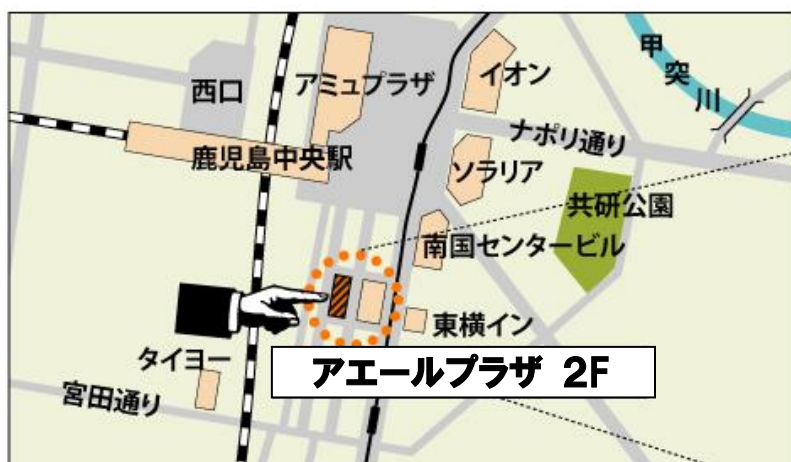 甲突川
西口
アミュプラザ
イオン
ナポリ通り
鹿児島中央駅
ソラリア
共研公園
南国センタービル
東横イン
タイヨー
アエールプラザ 2F
宮田通り